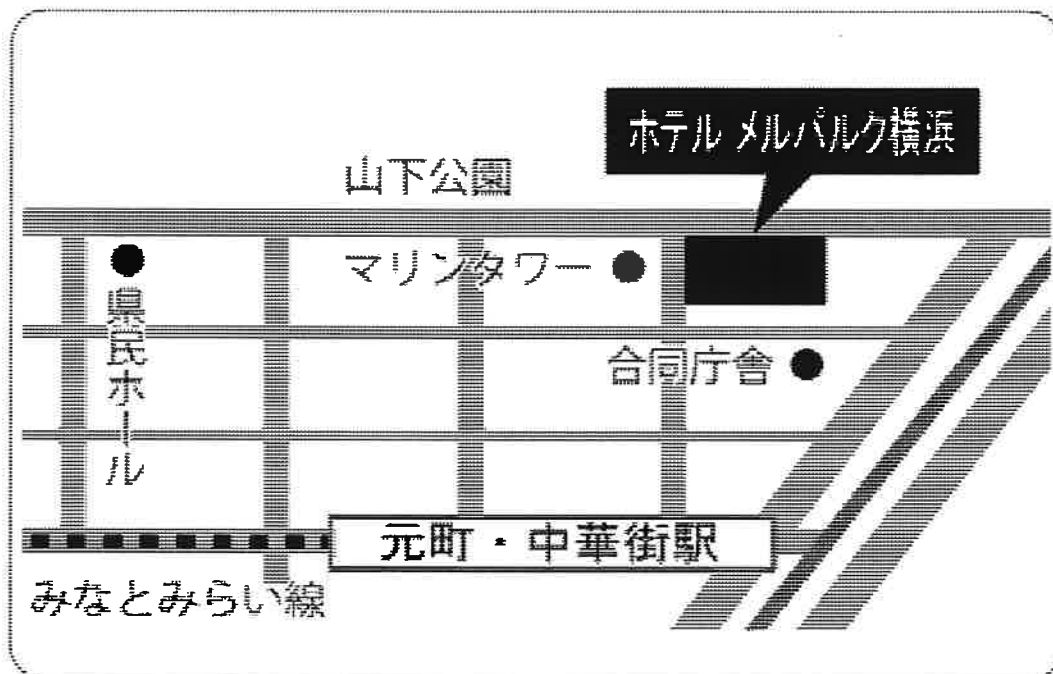 ホテル メルパルク横浜
山下公園
マリンタワー
県民ホール
合同庁舎
元町・中華街駅
みなとみらい線